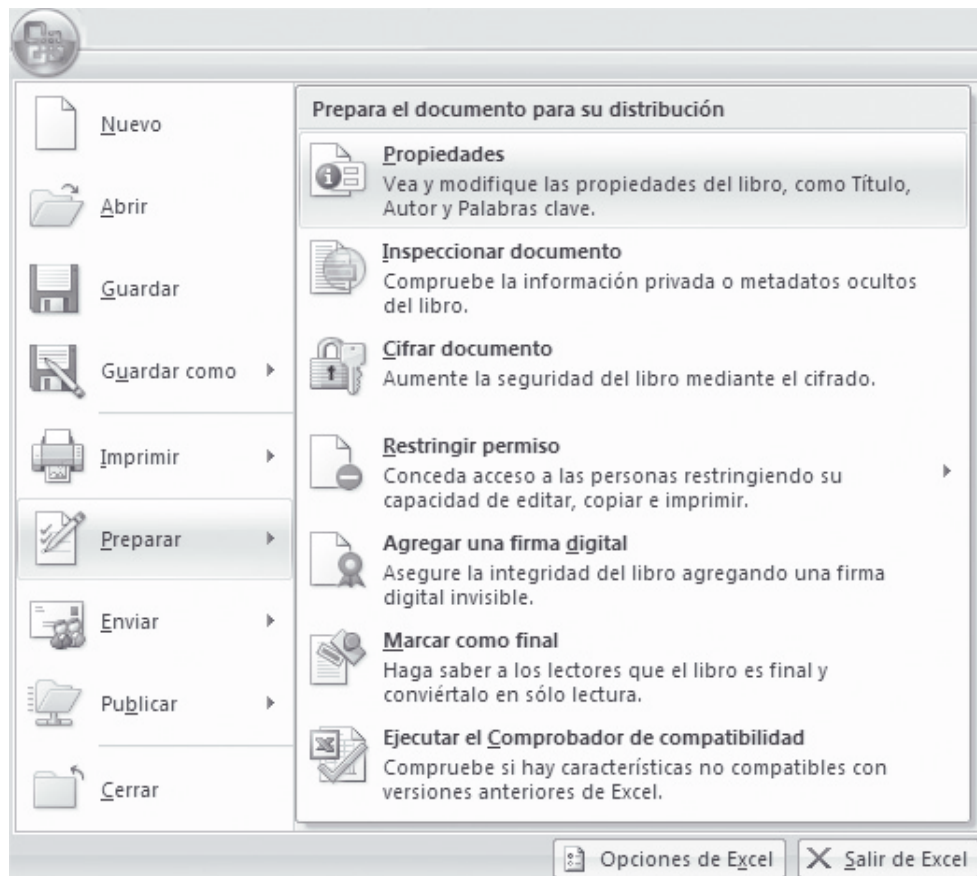 Nuevo
Abrir
Guardar
Guardar como
Imprimir
Preparar
Enviar
Publicar
Cerrar
Prepara el documento para su distribución
Propiedades
Vea y modifique las propiedades del libro, como Título,
Autor y Palabras clave.
Inspeccionar documento
Compruebe la información privada o metadatos ocultos
del libro.
Cifrar documento
Aumente la seguridad del libro mediante el cifrado.
Restringir permiso
Conceda acceso a las personas restringiendo su
capacidad de editar, copiar e imprimir.
Agregar una firma digital
Asegure la integridad del libro agregando una firma
digital invisible.
Marcar como final
Haga saber a los lectores que el libro es final y
conviértalo en sólo lectura.
Ejecutar el Comprobador de compatibilidad
Compruebe si hay características no compatibles con
versiones anteriores de Excel.
Opciones de Excel
Salir de Excel